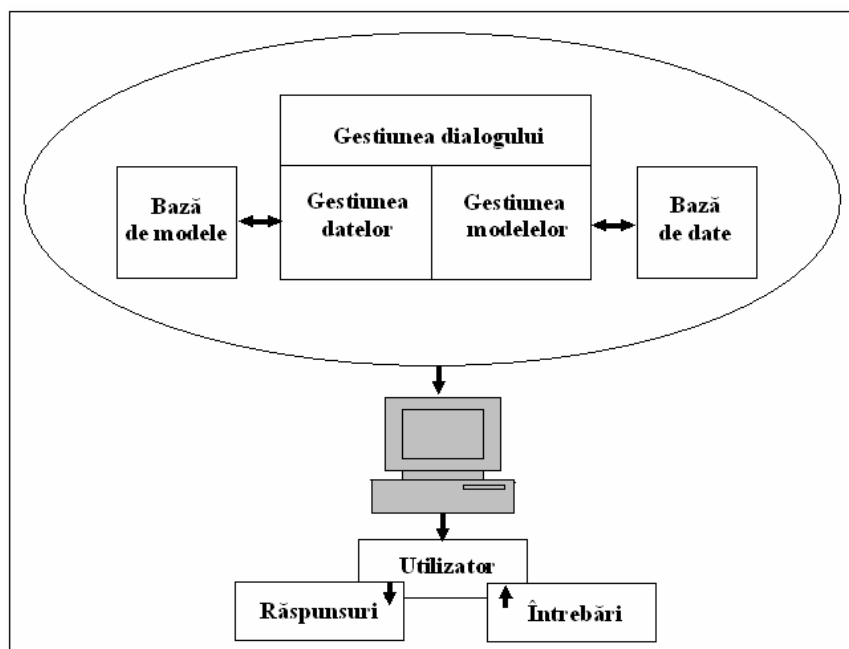 Gestiunea dialogului
Bază
de modele
Gestiunea
datelor
Gestiunea
modelelor
Bază
de date
Utilizator
Răspunsuri
Întrebări